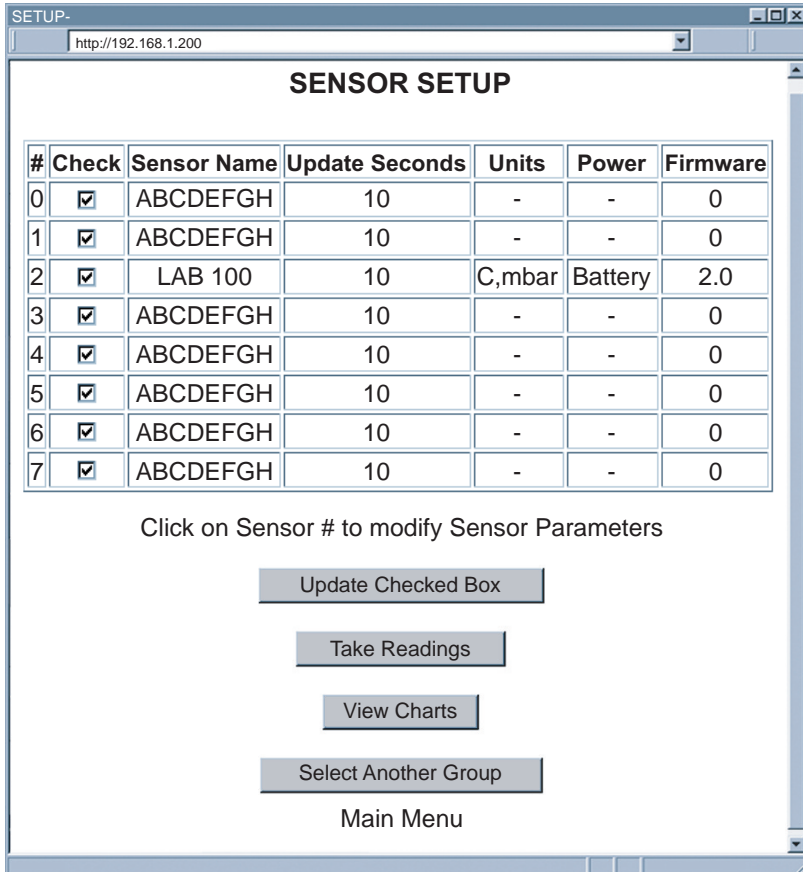 SETUP-
http://192.168.1.200
SENSOR SETUP
# Check Sensor Name Update Seconds Units Power Firmware
0 ABCDEFGH 10 - - 0
1 ABCDEFGH 10 - - 0
2 LAB 100 10 C,mbar Battery 2.0
3 ABCDEFGH 10 - - 0
4 ABCDEFGH 10 - - 0
5 ABCDEFGH 10 - - 0
6 ABCDEFGH 10 - - 0
7 ABCDEFGH 10 - - 0
Click on Sensor # to modify Sensor Parameters
Update Checked Box
Take Readings
View Charts
Select Another Group
Main Menu